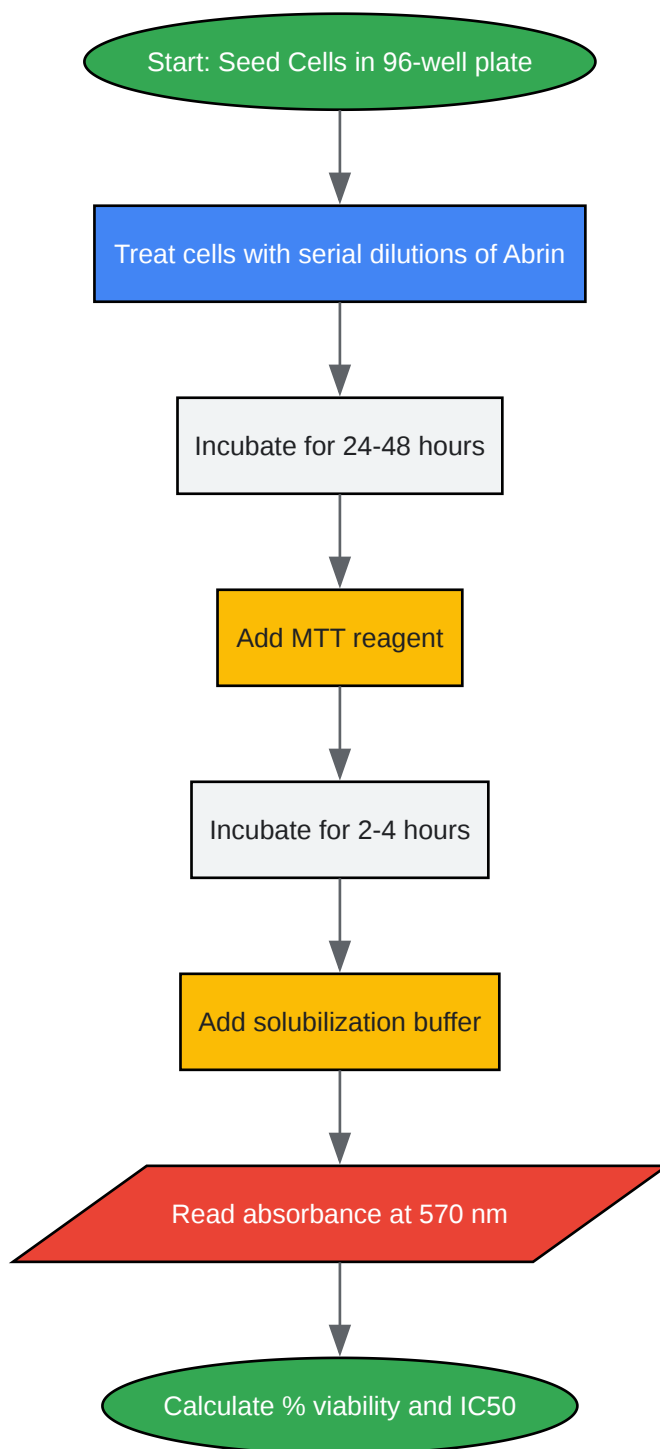 Start: Seed Cells in 96-well plate
Treat cells with serial dilutions of Abrin
Incubate for 24-48 hours
Add MTT reagent
Incubate for 2-4 hours
Add solubilization buffer
Read absorbance at 570 nm
Calculate % viability and IC50